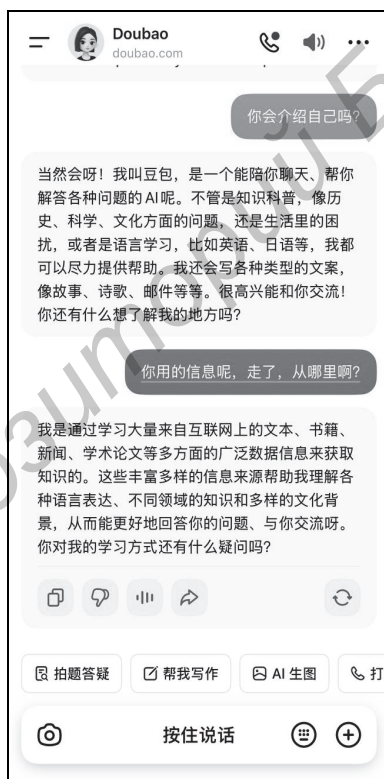 Doubao
doubao.com
你会介绍自己吗?
当然会呀！我叫豆包，是一个能陪你聊天、帮你
解答各种问题的 AI 呢。不管是知识科普，像历
史、科学、文化方面的问题，还是生活里的困
扰，或者是语言学习，比如英语、日语等，我都
可以尽力提供帮助。我还会写各种类型的文案，
像故事、诗歌、邮件等等。很高兴能和你交流！
你还有什么想了解我的地方吗？
你用的信息呢，走了，从哪里啊?
我是通过学习大量来自互联网上的文本、书籍、
新闻、学术论文等多方面的广泛数据信息来获取
知识的。这些丰富多样的信息来源帮助我理解各
种语言表达、不同领域的知识和多样的文化背
景，从而能更好地回答你的问题、与你交流呀。
你对我的学习方式还有什么疑问吗？
拍题答疑
帮我写作
AI 生图
打
按住说话